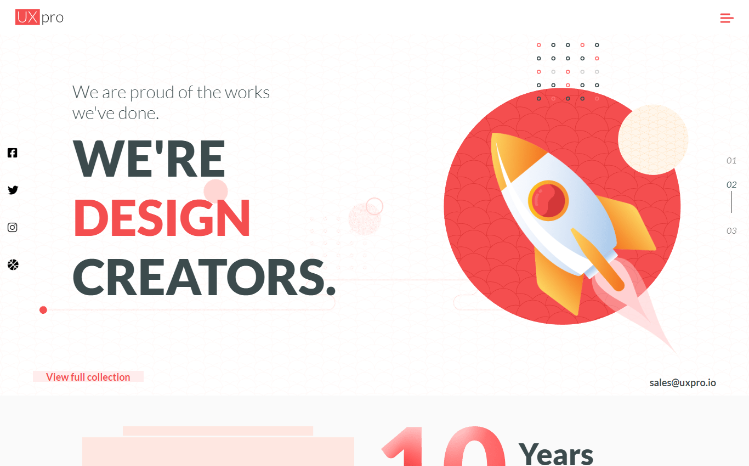 UXpro
We are proud of the works
we've done.
WE'RE
DESIGN
CREATORS.
01
02
03
View full collection
sales@uxpro.io
10 Years